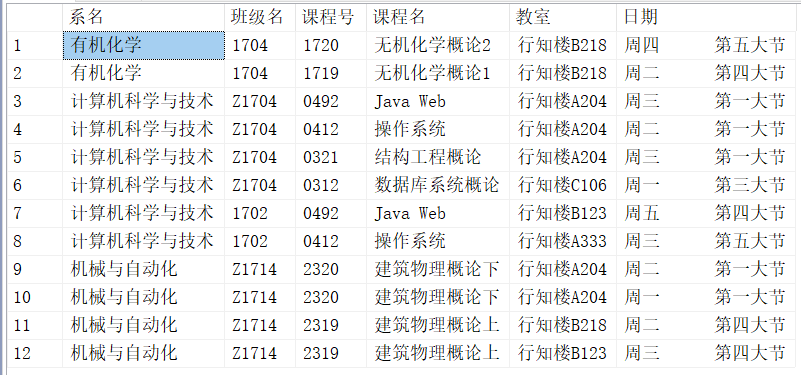 系名 班级名 课程号 课程名 教室 日期
1 有机化学 1704 1720 无机化学概论2 行知楼B218 周四 第五大节
2 有机化学 1704 1719 无机化学概论1 行知楼B218 周二 第四大节
3 计算机科学与技术 Z1704 0492 Java Web 行知楼A204 周三 第一大节
4 计算机科学与技术 Z1704 0412 操作系统 行知楼A204 周二 第一大节
5 计算机科学与技术 Z1704 0321 结构工程概论 行知楼A204 周三 第一大节
6 计算机科学与技术 Z1704 0312 数据库系统概论 行知楼C106 周一 第三大节
7 计算机科学与技术 1702 0492 Java Web 行知楼B123 周五 第四大节
8 计算机科学与技术 1702 0412 操作系统 行知楼A333 周三 第五大节
9 机械与自动化 Z1714 2320 建筑物理概论下 行知楼A204 周二 第一大节
10 机械与自动化 Z1714 2320 建筑物理概论下 行知楼A204 周一 第一大节
11 机械与自动化 Z1714 2319 建筑物理概论上 行知楼B218 周二 第四大节
12 机械与自动化 Z1714 2319 建筑物理概论上 行知楼B123 周三 第四大节